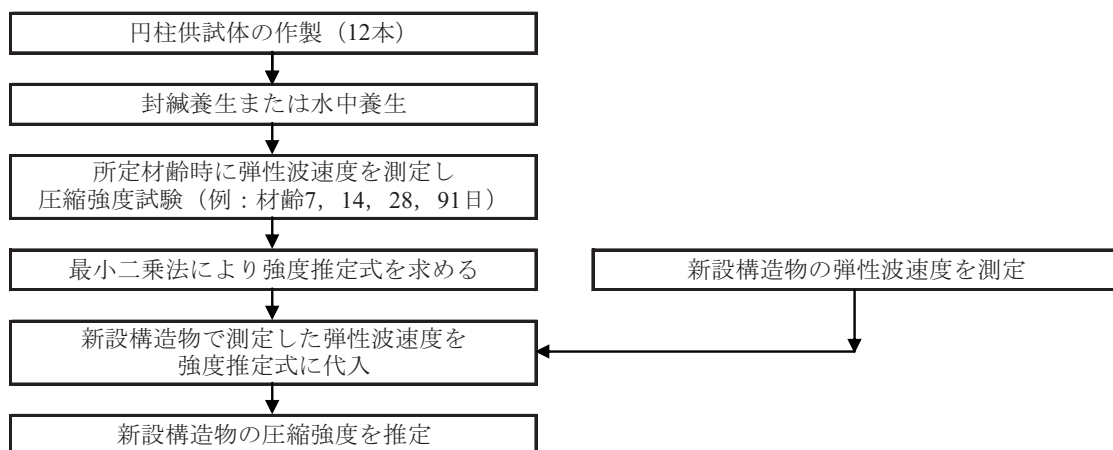 円柱供試体の作製（12本）
封緘養生または水中養生
所定材齢時に弾性波速度を測定し
圧縮強度試験（例：材齢7，14，28，91日）
最小二乗法により強度推定式を求める
新設構造物の弾性波速度を測定
新設構造物で測定した弾性波速度を
強度推定式に代入
新設構造物の圧縮強度を推定